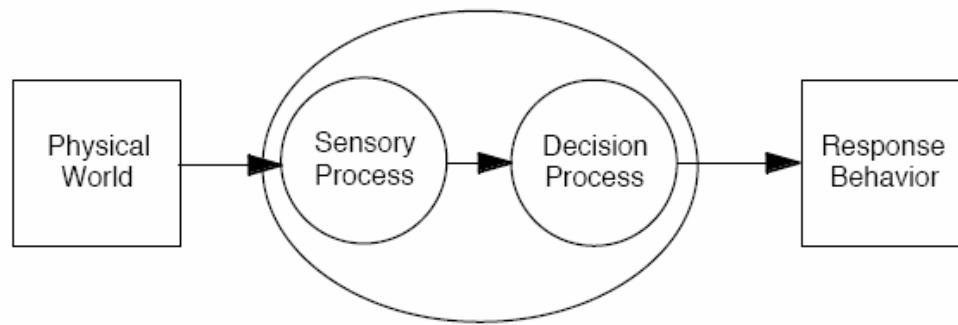 Physical
World
Sensory
Process
Decision
Process
Response
Behavior